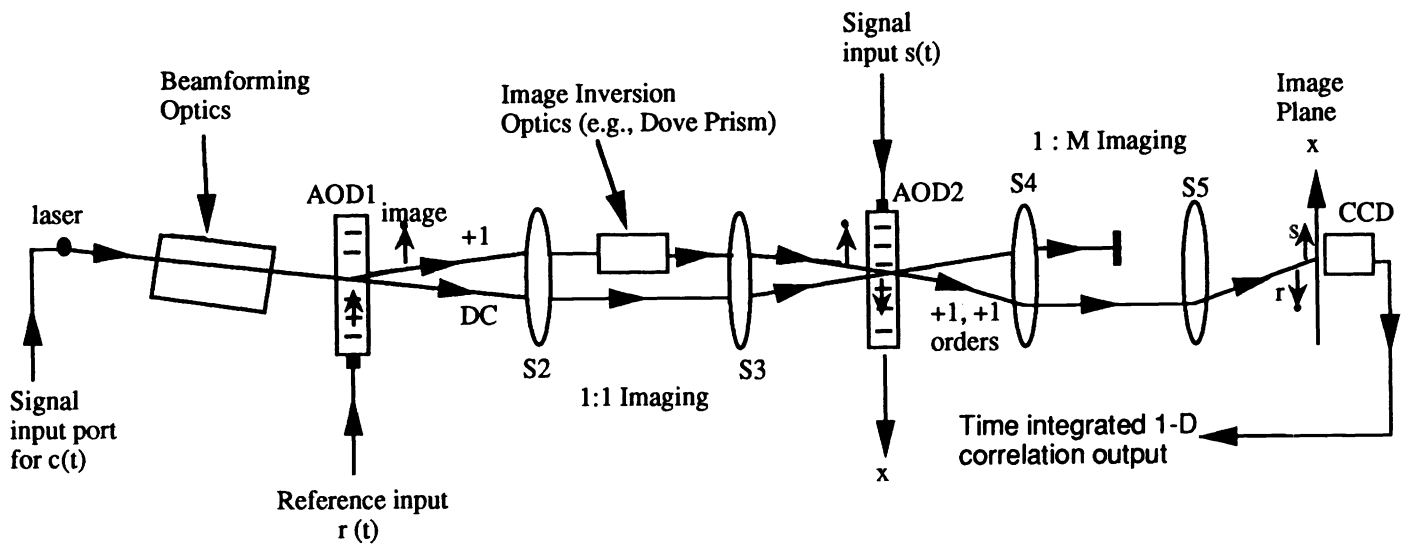 Beamforming
Optics
Image Inversion
Optics (e.g., Dove Prism)
Signal
input s(t)
Image
Plane
x
1 : M Imaging
laser
AOD1
image
+1
DC
S2
S3
1:1 Imaging
AOD2
+1, +1
orders
S4
S5
s
r
CCD
x
Signal
input port
for c(t)
Reference input
r (t)
Time integrated 1-D
correlation output